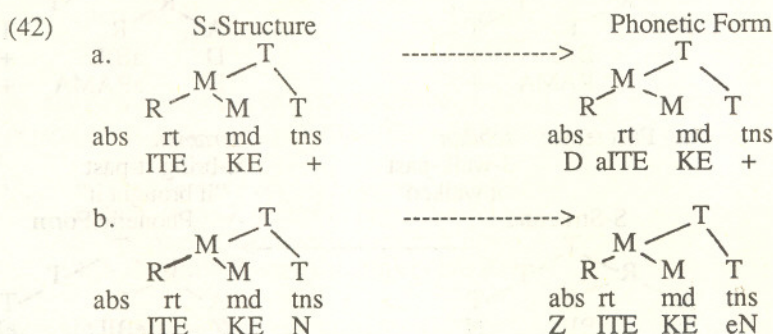 (42) S-Structure Phonetic Form
a. -----------------> 
T T
M M
R M T R M T
abs rt md tns abs rt md tns
ITE KE + D aITE KE +
b. ----------------->
T T
M M
R M T R M T
abs rt md tns abs rt md tns
ITE KE N Z ITE KE eN